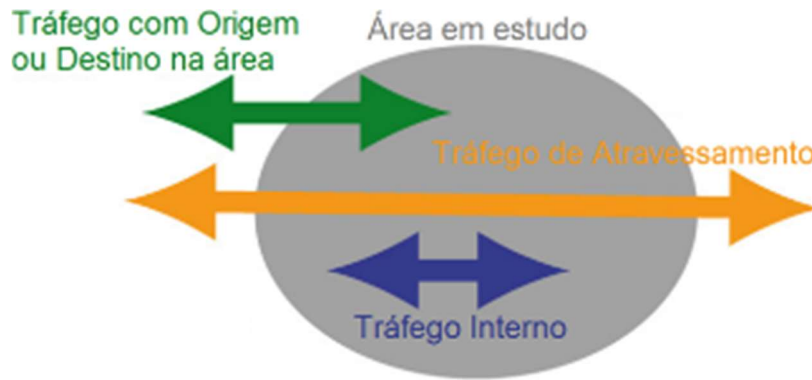 Tráfego com Origem
ou Destino na área
Área em estudo
Tráfego de Atravessamento
Tráfego Interno